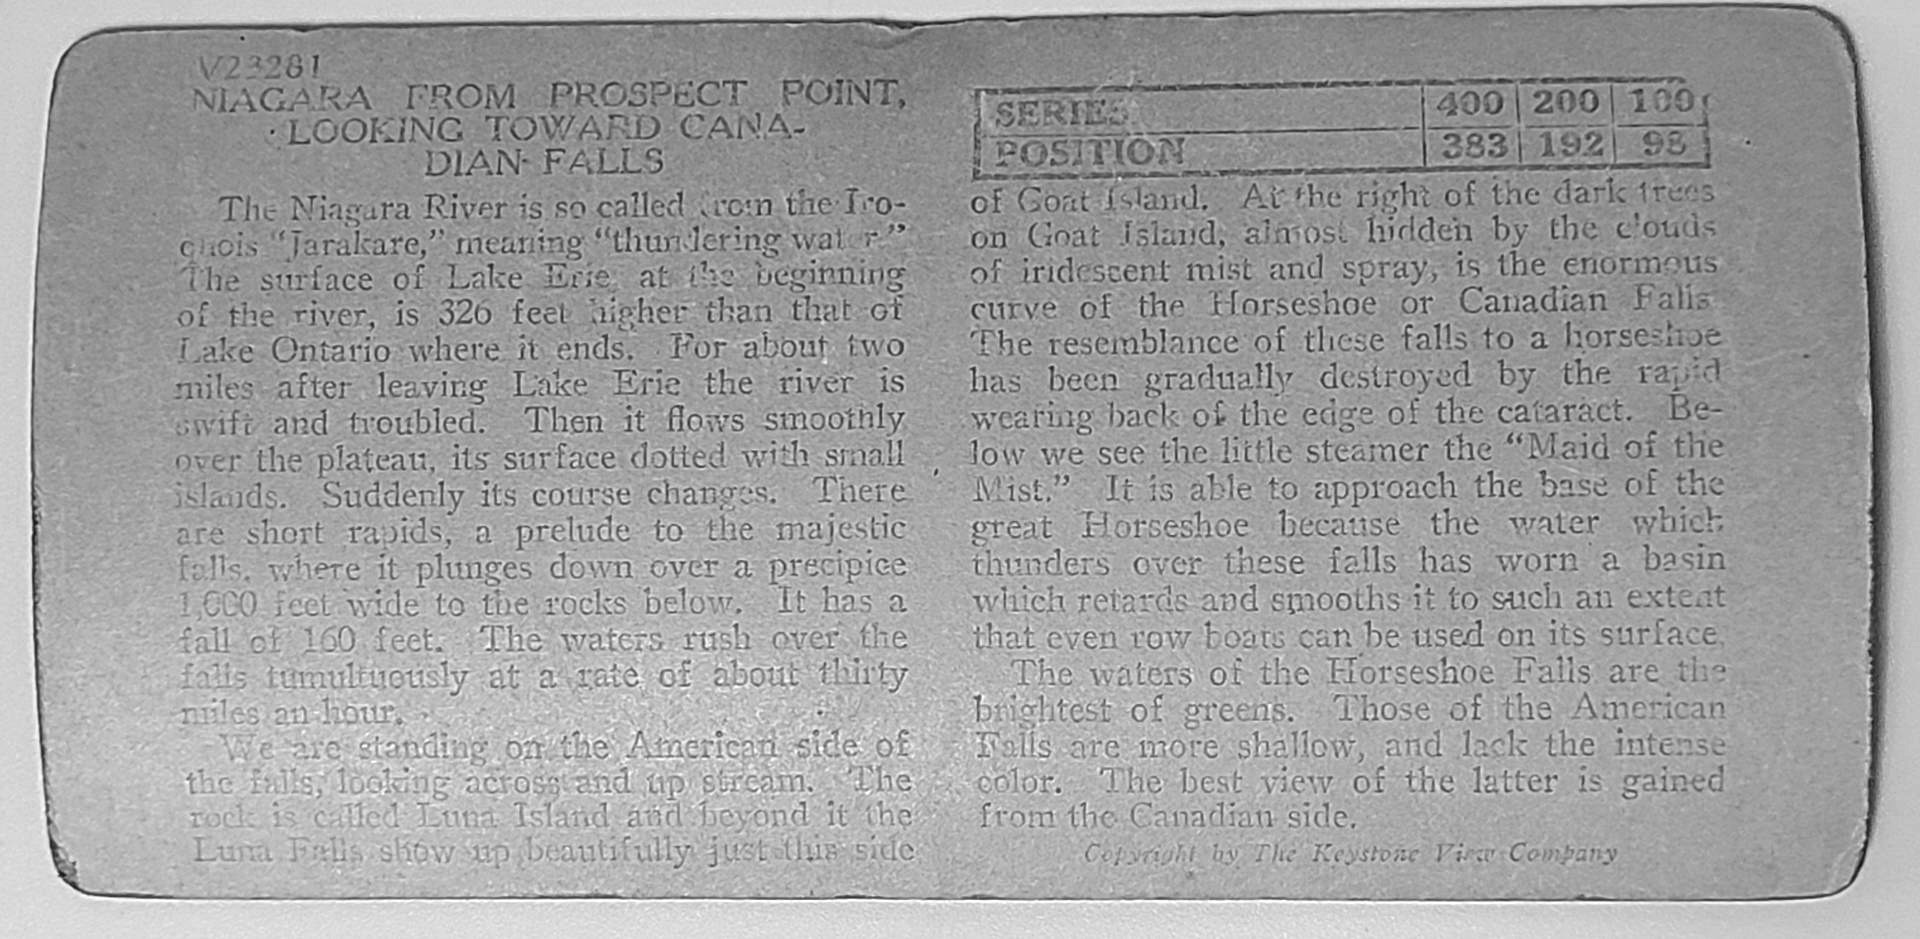 V23281
NIAGARA FROM PROSPECT POINT,
LOOKING TOWARD CANA-
DIAN FALLS
The Niagara River is so called from the Iro-
quois "Jarakare," meaning "thundering water."
The surface of Lake Erie, at the beginning
of the river, is 326 feet higher than that of
Lake Ontario where it ends. For about two
miles after leaving Lake Erie the river is
swift and troubled. Then it flows smoothly
over the plateau, its surface dotted with small
islands. Suddenly its course changes. There
are short rapids, a prelude to the majestic
falls, where it plunges down over a precipice
1,000 feet wide to the rocks below. It has a
fall of 160 feet. The waters rush over the
falls tumultuously at a rate of about thirty
miles an hour.
We are standing on the American side of
the falls, looking across and up stream. The
rock is called Luna Island and beyond it the
Luna Falls show up beautifully just this side
SERIES 400 200 100
POSITION 383 192 98
of Goat Island. At the right of the dark trees
on Goat Island, almost hidden by the clouds
of iridescent mist and spray, is the enormous
curve of the Horseshoe or Canadian Falls
The resemblance of these falls to a horseshoe
has been gradually destroyed by the rapid
wearing back of the edge of the cataract. Be-
low we see the little steamer the "Maid of the
Mist." It is able to approach the base of the
great Horseshoe because the water which
thunders over these falls has worn a basin
which retards and smooths it to such an extent
that even row boats can be used on its surface.
The waters of the Horseshoe Falls are the
brightest of greens. Those of the American
Falls are more shallow, and lack the intense
color. The best view of the latter is gained
from the Canadian side.
Copyright by The Keystone View Company